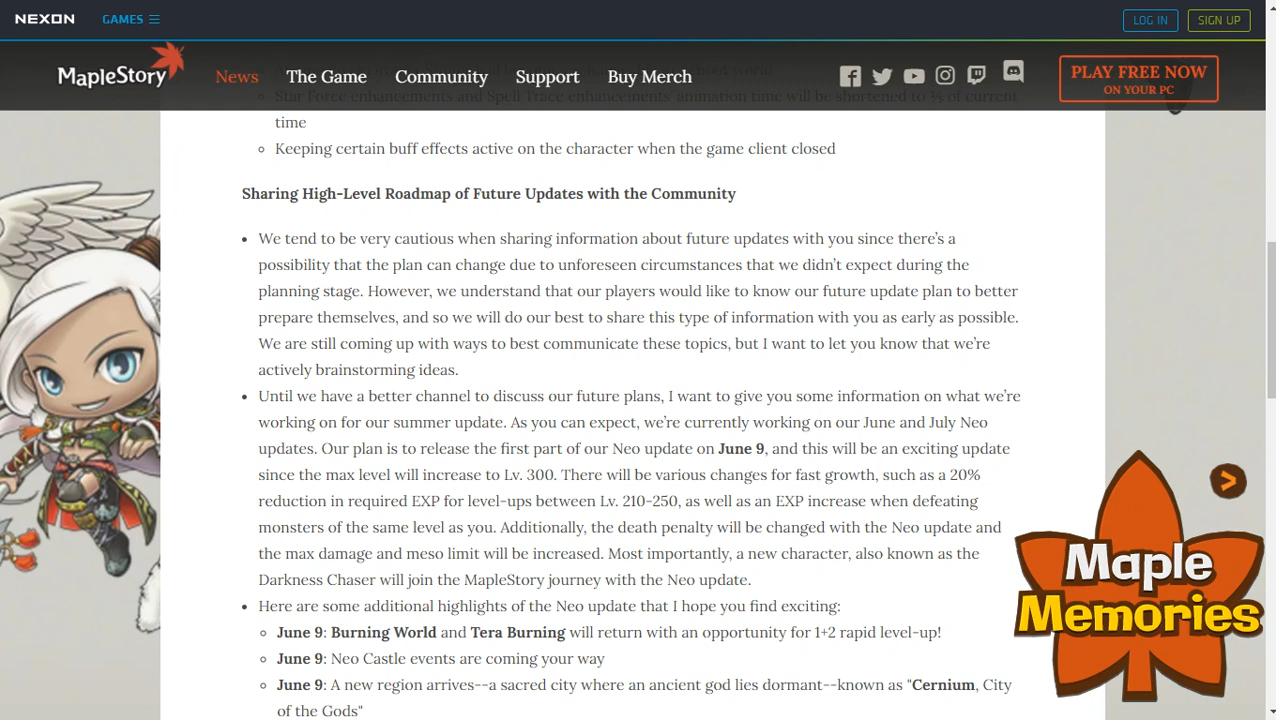 NEXON GAMES LOG IN SIGN UP
MapleStory News The Game Community Support Buy Merch PLAY FREE NOW
ON YOUR PC
Star Force enhancements and Spell Trace enhancements' animation time will be shortened to ⅓ of current
time
Keeping certain buff effects active on the character when the game client closed
Sharing High-Level Roadmap of Future Updates with the Community
We tend to be very cautious when sharing information about future updates with you since there's a
possibility that the plan can change due to unforeseen circumstances that we didn't expect during the
planning stage. However, we understand that our players would like to know our future update plan to better
prepare themselves, and so we will do our best to share this type of information with you as early as possible.
We are still coming up with ways to best communicate these topics, but I want to let you know that we're
actively brainstorming ideas.
Until we have a better channel to discuss our future plans, I want to give you some information on what we're
working on for our summer update. As you can expect, we're currently working on our June and July Neo
updates. Our plan is to release the first part of our Neo update on June 9, and this will be an exciting update
since the max level will increase to Lv. 300. There will be various changes for fast growth, such as a 20%
reduction in required EXP for level-ups between Lv. 210-250, as well as an EXP increase when defeating
monsters of the same level as you. Additionally, the death penalty will be changed with the Neo update and
the max damage and meso limit will be increased. Most importantly, a new character, also known as the
Darkness Chaser will join the MapleStory journey with the Neo update.
Here are some additional highlights of the Neo update that I hope you find exciting:
June 9: Burning World and Tera Burning will return with an opportunity for 1+2 rapid level-up!
June 9: Neo Castle events are coming your way
June 9: A new region arrives--a sacred city where an ancient god lies dormant--known as "Cernium, City
of the Gods"
Maple
Memories